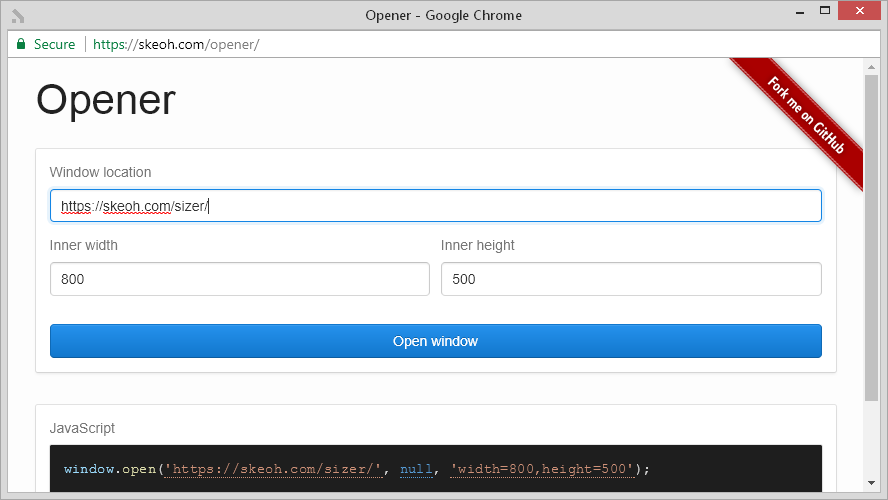 Opener - Google Chrome
Secure https://skeoh.com/opener/
Fork me on GitHub
Opener
Window location
https://skeoh.com/sizer/
Inner width Inner height
800 500
Open window
JavaScript
window.open('https://skeoh.com/sizer/', null, 'width=800,height=500');